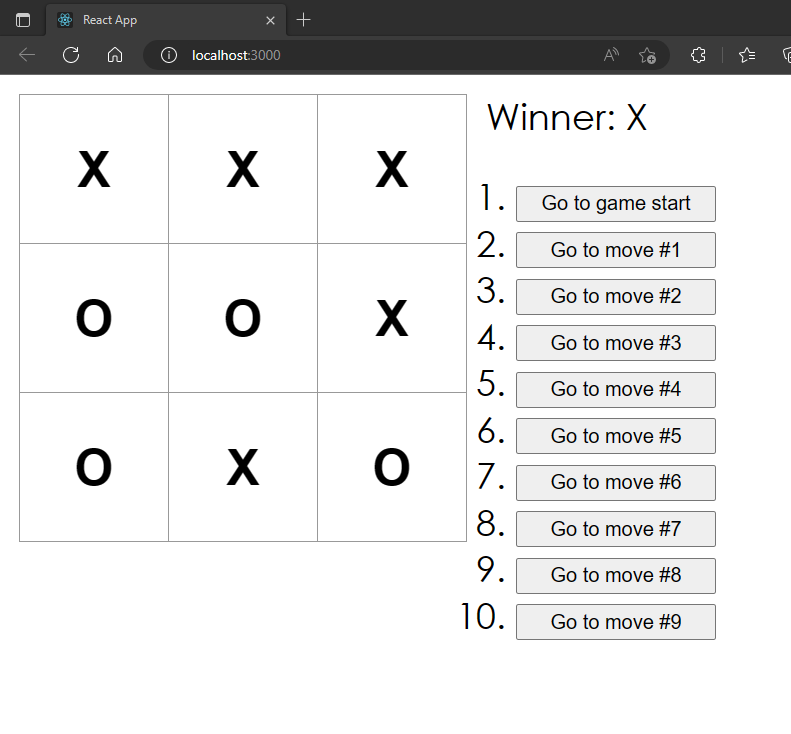 React App
localhost:3000
Winner: X
X X X
O O X
O X O
1. Go to game start
2. Go to move #1
3. Go to move #2
4. Go to move #3
5. Go to move #4
6. Go to move #5
7. Go to move #6
8. Go to move #7
9. Go to move #8
10. Go to move #9